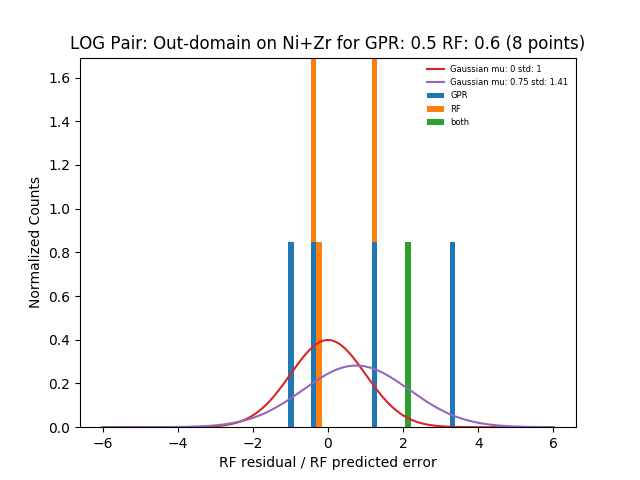 LOG Pair: Out-domain on Ni+Zr for GPR: 0.5 RF: 0.6 (8 points)
Gaussian mu: 0 std: 1
Gaussian mu: 0.75 std: 1.41
GPR
RF
both
1.6
1.4
1.2
1.0
0.8
0.6
0.4
0.2
0.0
Normalized Counts
−6 −4 −2 0 2 4 6
RF residual / RF predicted error